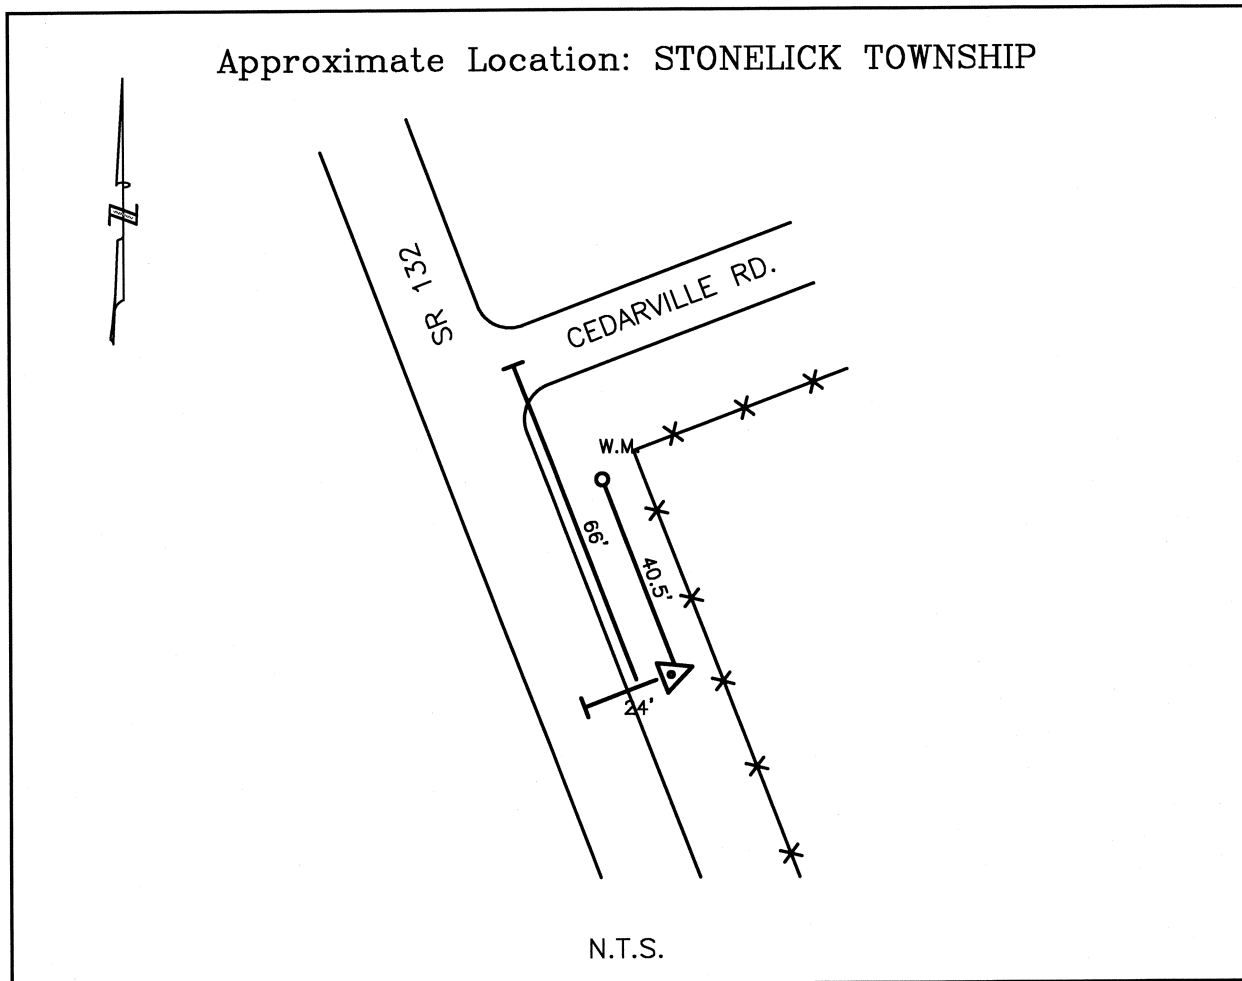 Approximate Location: STONELICK TOWNSHIP
N
SR 132
CEDARVILLE RD.
W.M.
66'
40.5'
24'
N.T.S.